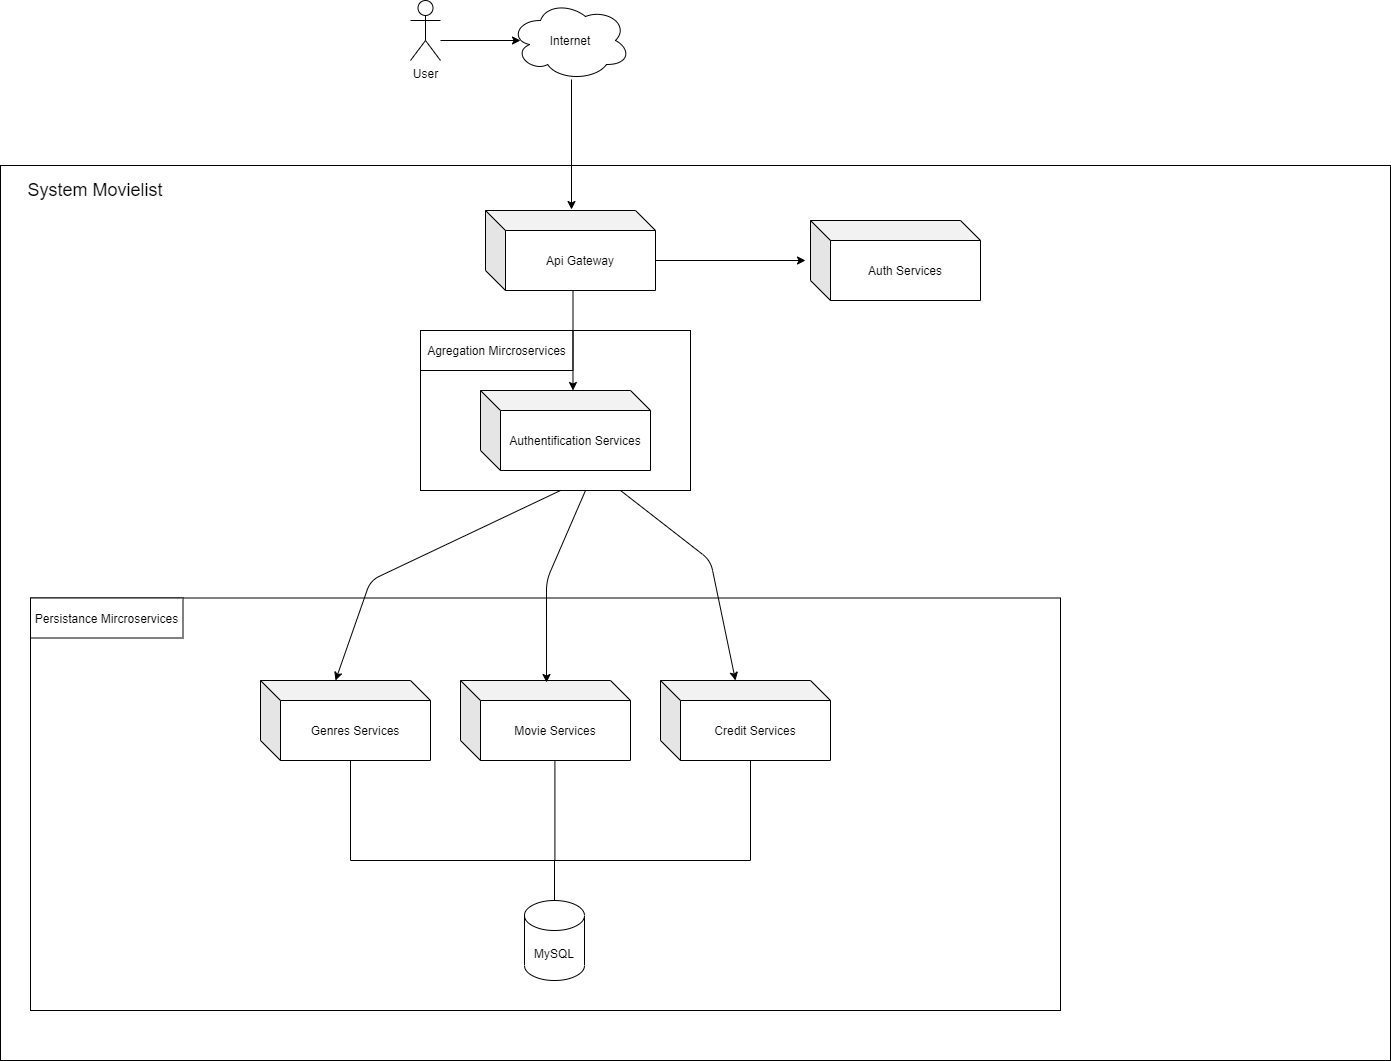 User
Internet
System Movielist
Api Gateway
Auth Services
Agregation Mircroservices
Authentification Services
Persistance Mircroservices
Genres Services
Movie Services
Credit Services
MySQL